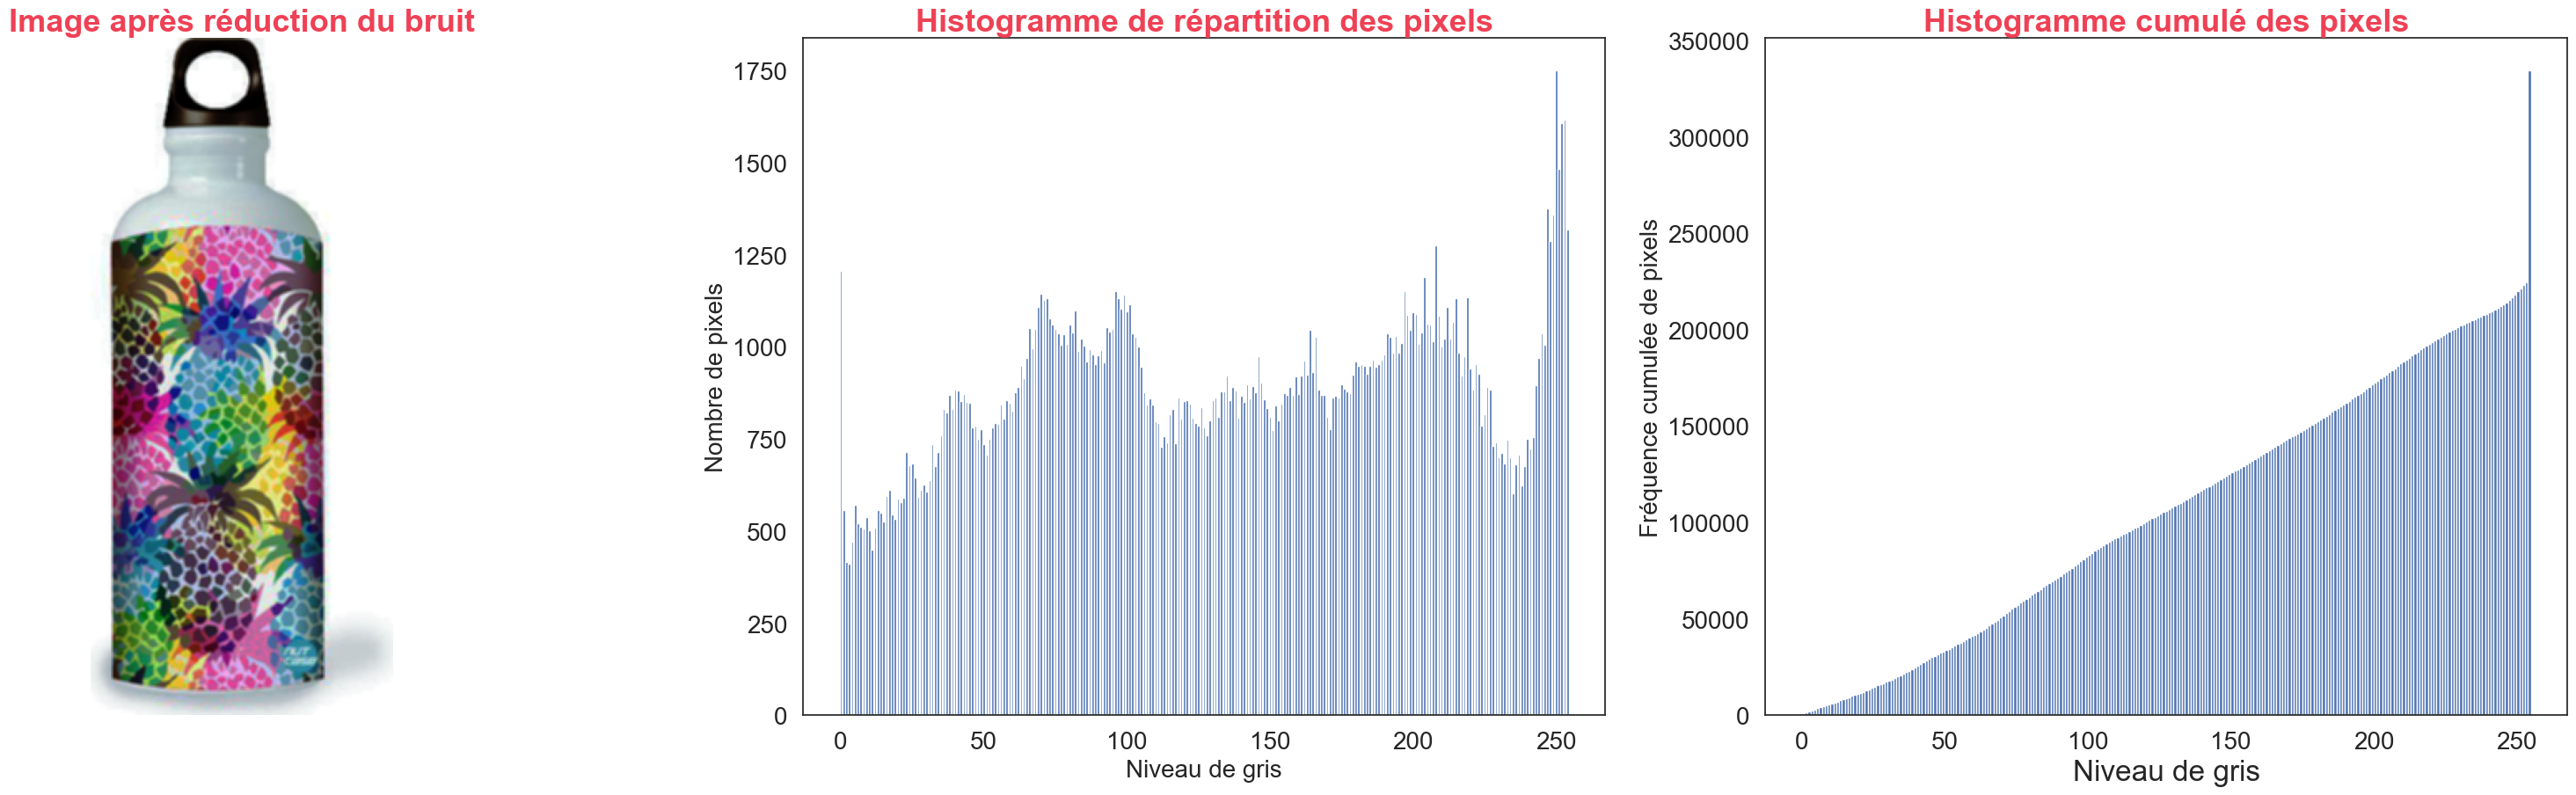 Image après réduction du bruit
nut
case
Histogramme de répartition des pixels
Nombre de pixels
1750
1500
1250
1000
750
500
250
0
0 50 100 150 200 250
Niveau de gris
Histogramme cumulé des pixels
Fréquence cumulée de pixels
350000
300000
250000
200000
150000
100000
50000
0
0 50 100 150 200 250
Niveau de gris